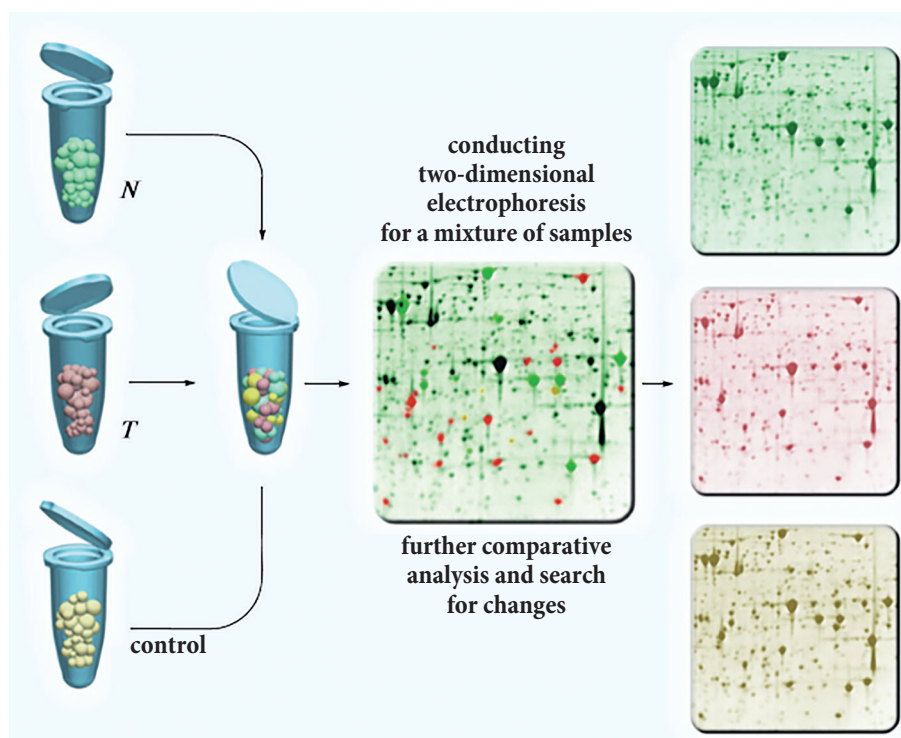 N
T
control
conducting
two-dimensional
electrophoresis
for a mixture of samples
further comparative
analysis and search
for changes